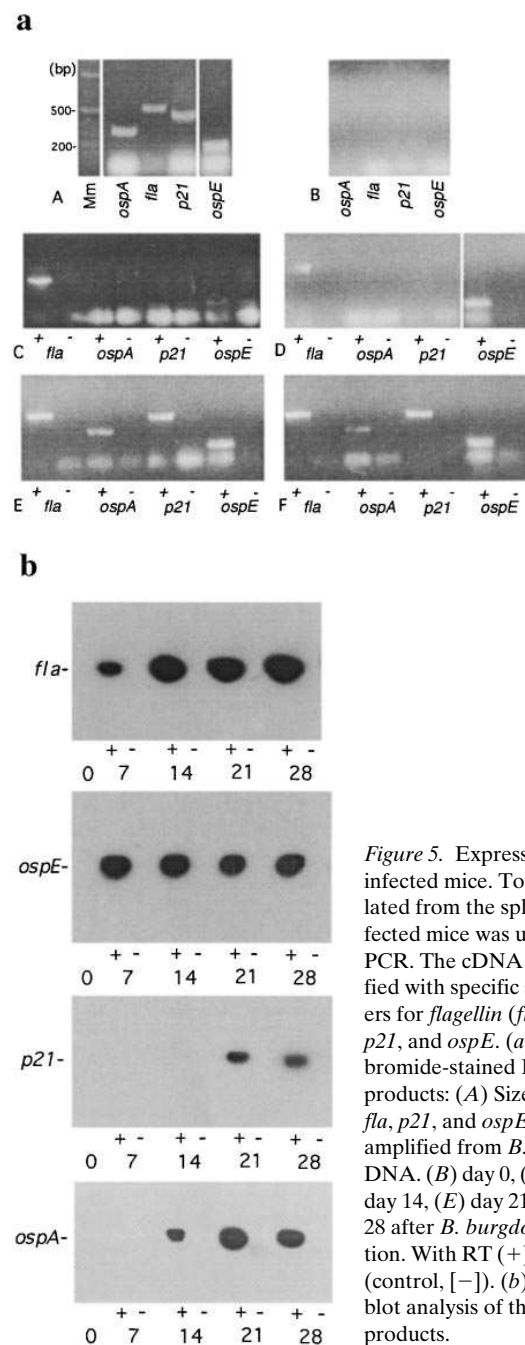 a
(bp)
500-
200-
A Mm ospA fla p21 ospE
B ospA fla p21 ospE
C + - + - + - + -
fla ospA p21 ospE
D + - + - + - + -
fla ospA p21 ospE
E + - + - + - + -
fla ospA p21 ospE
F + - + - + - + -
fla ospA p21 ospE
b
fla-
+ - + - + - + -
0 7 14 21 28
ospE-
+ - + - + - + -
0 7 14 21 28
p21-
+ - + - + - + -
0 7 14 21 28
ospA-
+ - + - + - + -
0 7 14 21 28
Figure 5. Express
infected mice. To
lated from the spl
fected mice was u
PCR. The cDNA
fied with specific
ers for flagellin (f
p21, and ospE. (a
bromide-stained
products: (A) Size
fla, p21, and ospE
amplified from B.
DNA. (B) day 0, (
day 14, (E) day 21
28 after B. burgdo
tion. With RT (+)
(control, [−]). (b)
blot analysis of th
products.